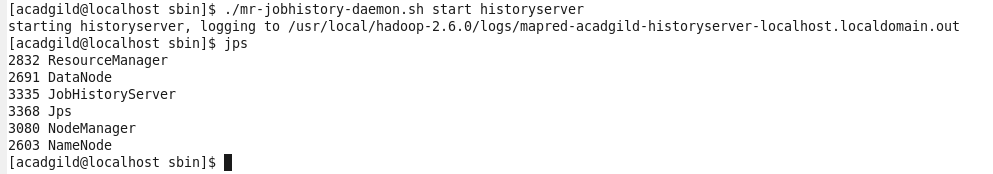 [acadgild@localhost sbin]$ ./mr-jobhistory-daemon.sh start historyserver
starting historyserver, logging to /usr/local/hadoop-2.6.0/logs/mapred-acadgild-historyserver-localhost.localdomain.out
[acadgild@localhost sbin]$ jps
2832 ResourceManager
2691 DataNode
3335 JobHistoryServer
3368 Jps
3080 NodeManager
2603 NameNode
[acadgild@localhost sbin]$